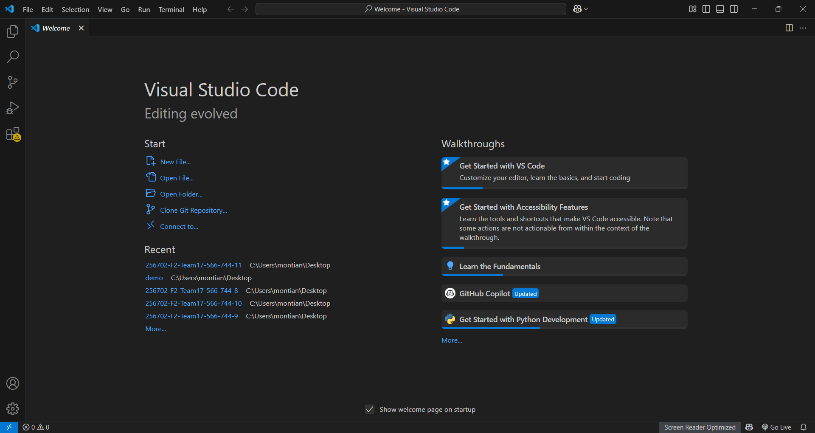 File Edit Selection View Go Run Terminal Help
Welcome - Visual Studio Code
Welcome
Visual Studio Code
Editing evolved
Start
New File...
Open File...
Open Folder...
Clone Git Repository...
Connect to...
Recent
256702-F2-Team17-566-744-11 C:\Users\montian\Desktop
demo C:\Users\montian\Desktop
256702-F2-Team17-566-744-8 C:\Users\montian\Desktop
256702-F2-Team17-566-744-10 C:\Users\montian\Desktop
256702-F2-Team17-566-744-9 C:\Users\montian\Desktop
More...
Walkthroughs
Get Started with VS Code
Customize your editor, learn the basics, and start coding
Get Started with Accessibility Features
Learn the tools and shortcuts that make VS Code accessible. Note that
some actions are not actionable from within the context of the
walkthrough.
Learn the Fundamentals
GitHub Copilot Updated
Get Started with Python Development Updated
More...
Show welcome page on startup
0 0
Screen Reader Optimized
Go Live